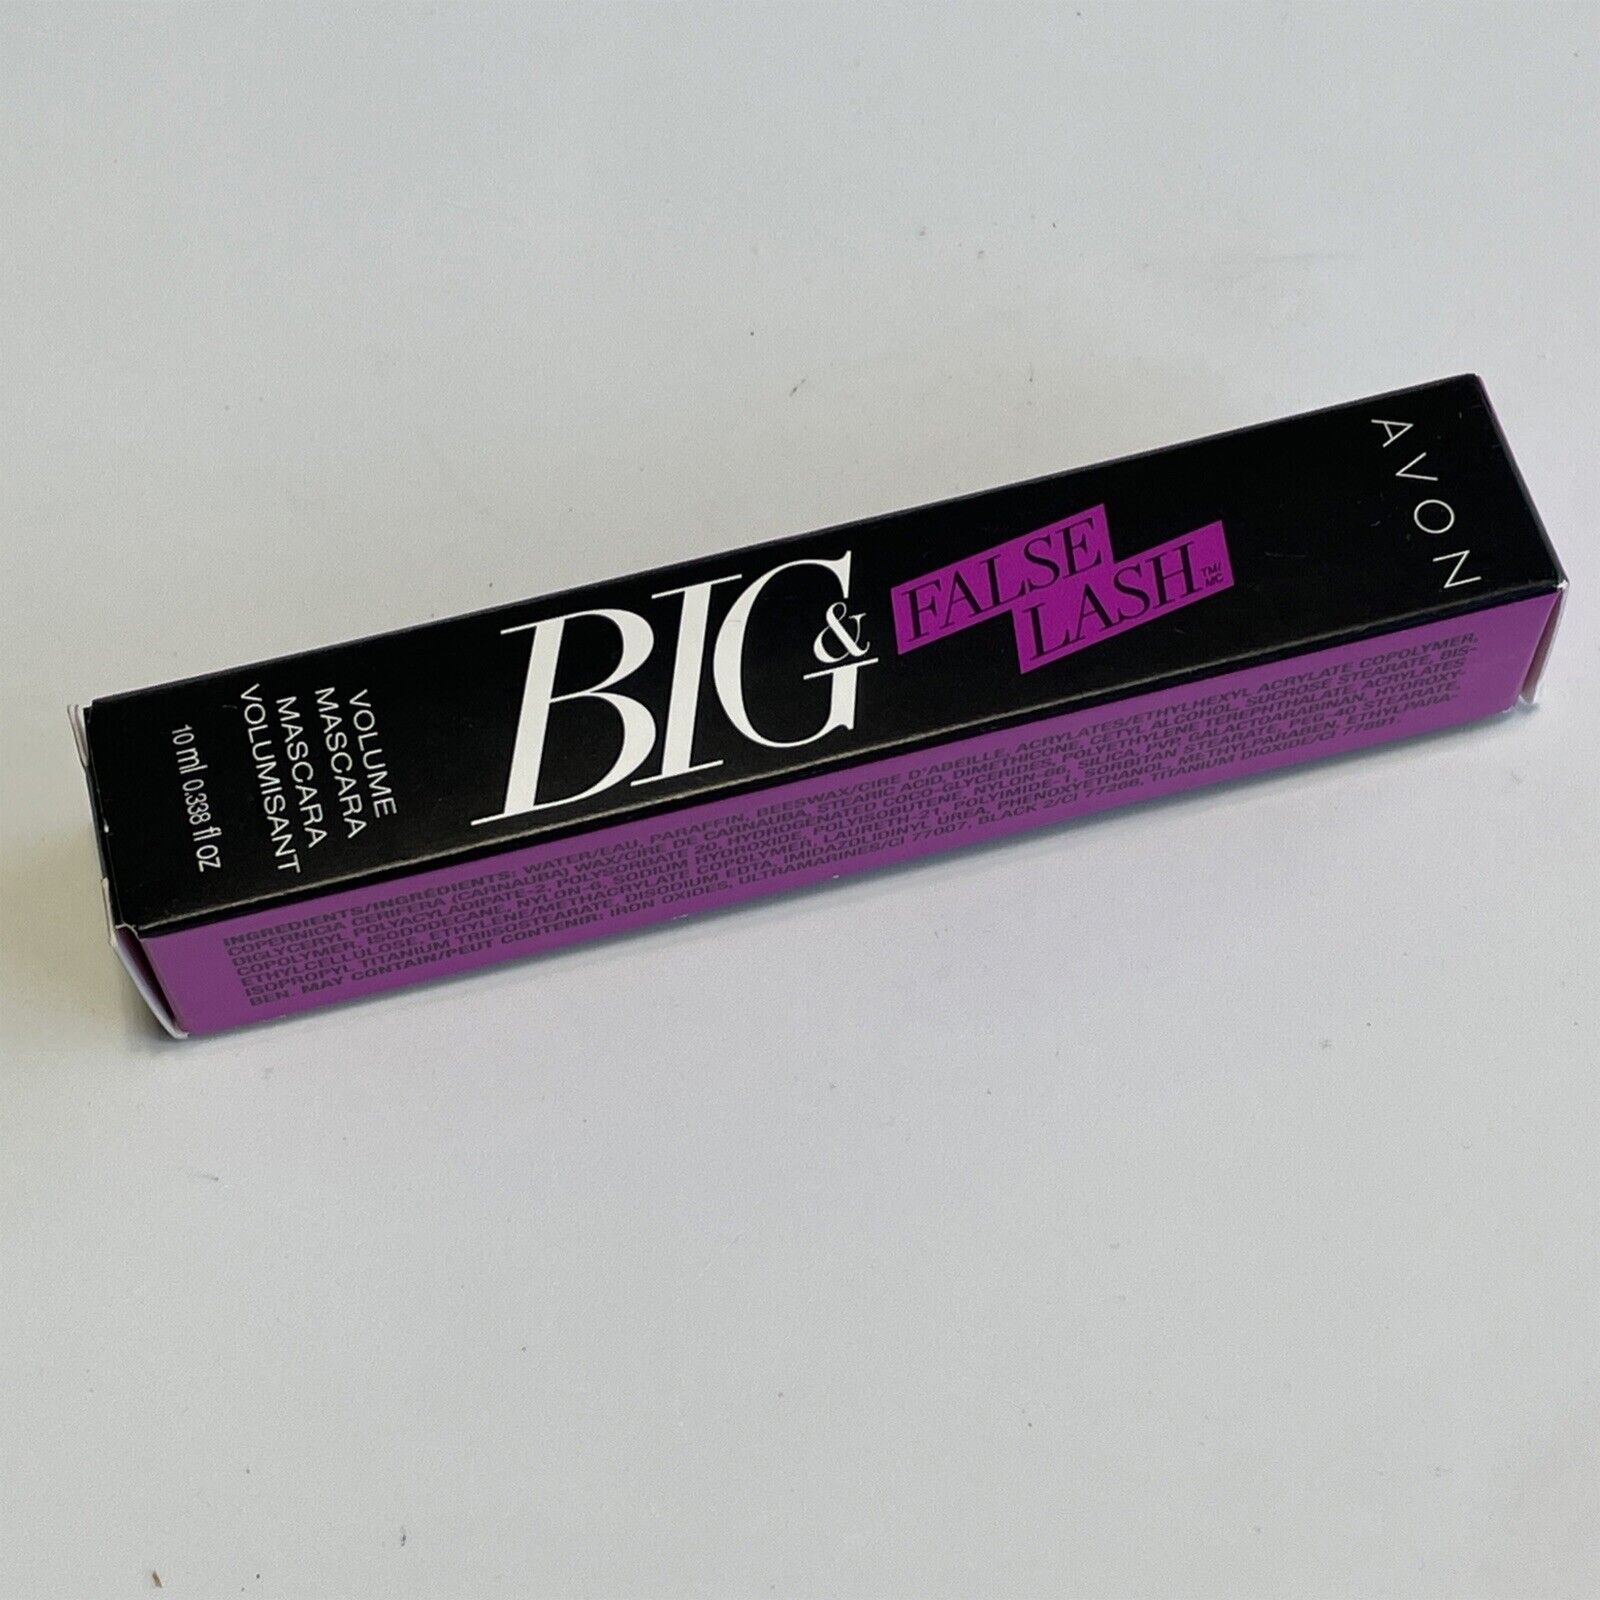 AVON
BIG &
FALSE
LASH™/MC
VOLUME
MASCARA
MASCARA
VOLUMISANT
10 ml 0.338 fl oz
INGREDIENTS/INGRÉDIENTS: WATER/EAU, PARAFFIN, BEESWAX/CIRE D'ABEILLE, ACRYLATES/ETHYLHEXYL ACRYLATE COPOLYMER,
COPERNICIA CERIFERA (CARNAUBA) WAX/CIRE DE CARNAUBA, STEARIC ACID, DIMETHICONE, CETYL ALCOHOL, SUCROSE STEARATE, BIS-
DIGLYCERYL POLYACYLADIPATE-2, POLYSORBATE 20, HYDROGENATED COCO-GLYCERIDES, POLYETHYLENE TEREPHTHALATE, ACRYLATES
COPOLYMER, ISODODECANE, NYLON-6, SODIUM HYDROXIDE, POLYISOBUTENE, NYLON-66, SILICA, PVP, GALACTOARABINAN, HYDROXY-
ETHYLCELLULOSE, ETHYLENE/METHACRYLATE COPOLYMER, LAURETH-21, POLYIMIDE-1, SORBITAN STEARATE, PEG-40 STEARATE,
ISOPROPYL TITANIUM TRIISOSTEARATE, DISODIUM EDTA, IMIDAZOLIDINYL UREA, PHENOXYETHANOL, METHYLPARABEN, ETHYLPARA-
BEN. MAY CONTAIN/PEUT CONTENIR: IRON OXIDES, ULTRAMARINES/CI 77007, BLACK 2/CI 77266, TITANIUM DIOXIDE/CI 77891.